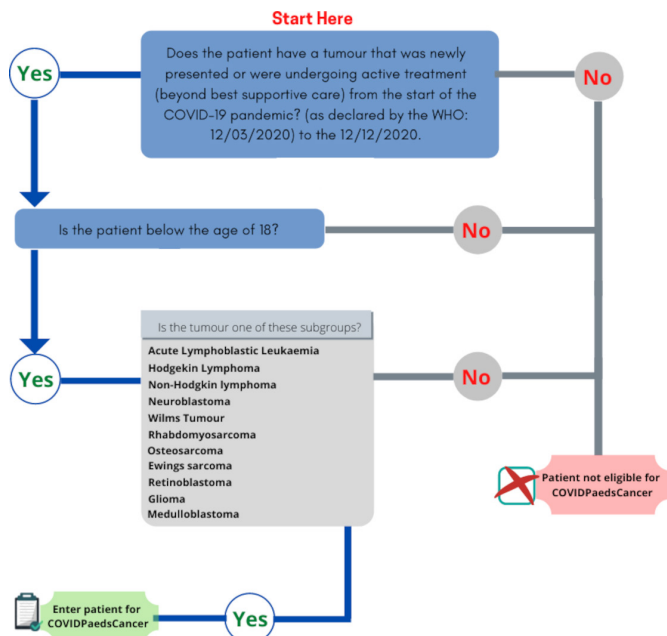 Start Here
Does the patient have a tumour that was newly
presented or were undergoing active treatment
(beyond best supportive care) from the start of the
COVID-19 pandemic? (as declared by the WHO:
12/03/2020) to the 12/12/2020.
Yes
No
Is the patient below the age of 18?
No
Is the tumour one of these subgroups?
Acute Lymphoblastic Leukaemia
Hodgekin Lymphoma
Non-Hodgkin lymphoma
Neuroblastoma
Wilms Tumour
Rhabdomyosarcoma
Osteosarcoma
Ewings sarcoma
Retinoblastoma
Glioma
Medulloblastoma
Yes
No
Patient not eligible for
COVIDPaedsCancer
Enter patient for
COVIDPaedsCancer
Yes